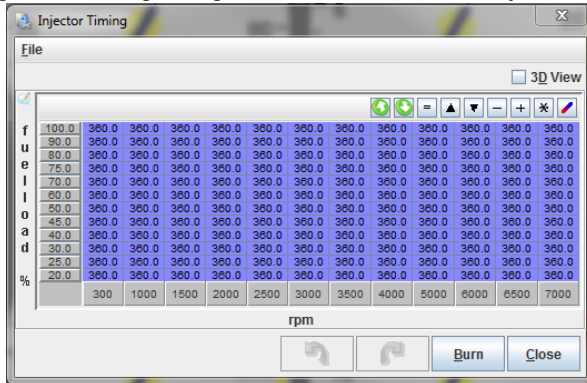 Injector Timing
File
3D View
= - + *
100.0 360.0 360.0 360.0 360.0 360.0 360.0 360.0 360.0 360.0 360.0 360.0 360.0
90.0 360.0 360.0 360.0 360.0 360.0 360.0 360.0 360.0 360.0 360.0 360.0 360.0
80.0 360.0 360.0 360.0 360.0 360.0 360.0 360.0 360.0 360.0 360.0 360.0 360.0
75.0 360.0 360.0 360.0 360.0 360.0 360.0 360.0 360.0 360.0 360.0 360.0 360.0
70.0 360.0 360.0 360.0 360.0 360.0 360.0 360.0 360.0 360.0 360.0 360.0 360.0
60.0 360.0 360.0 360.0 360.0 360.0 360.0 360.0 360.0 360.0 360.0 360.0 360.0
50.0 360.0 360.0 360.0 360.0 360.0 360.0 360.0 360.0 360.0 360.0 360.0 360.0
45.0 360.0 360.0 360.0 360.0 360.0 360.0 360.0 360.0 360.0 360.0 360.0 360.0
40.0 360.0 360.0 360.0 360.0 360.0 360.0 360.0 360.0 360.0 360.0 360.0 360.0
30.0 360.0 360.0 360.0 360.0 360.0 360.0 360.0 360.0 360.0 360.0 360.0 360.0
25.0 360.0 360.0 360.0 360.0 360.0 360.0 360.0 360.0 360.0 360.0 360.0 360.0
20.0 360.0 360.0 360.0 360.0 360.0 360.0 360.0 360.0 360.0 360.0 360.0 360.0
fuelload %
300 1000 1500 2000 2500 3000 3500 4000 5000 6000 6500 7000
rpm
Burn Close